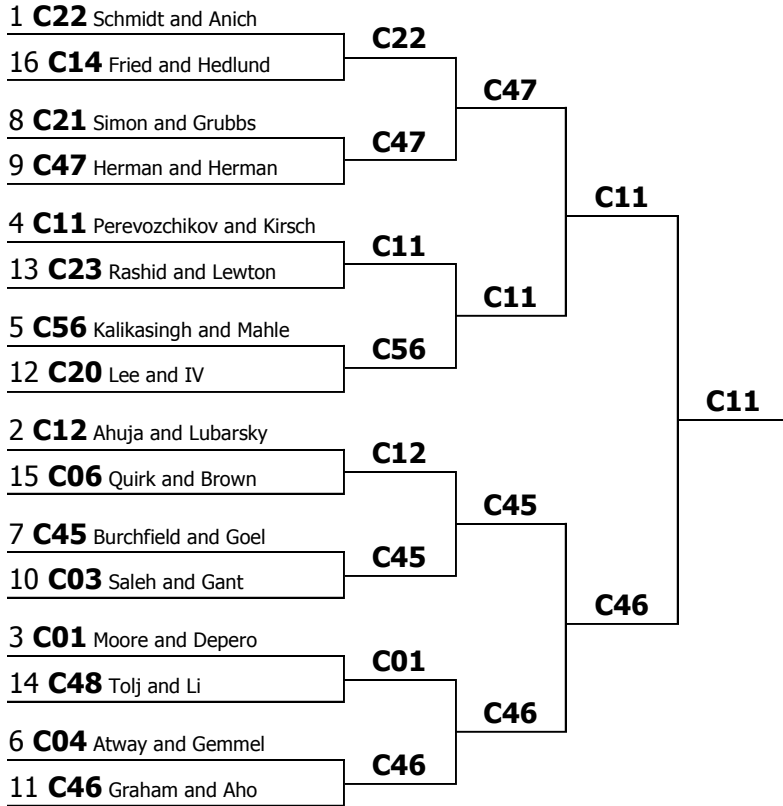 1 C22 Schmidt and Anich
16 C14 Fried and Hedlund
8 C21 Simon and Grubbs
9 C47 Herman and Herman
4 C11 Perevozchikov and Kirsch
13 C23 Rashid and Lewton
5 C56 Kalikasingh and Mahle
12 C20 Lee and IV
2 C12 Ahuja and Lubarsky
15 C06 Quirk and Brown
7 C45 Burchfield and Goel
10 C03 Saleh and Gant
3 C01 Moore and Depero
14 C48 Tolj and Li
6 C04 Atway and Gemmel
11 C46 Graham and Aho
C22
C47
C11
C56
C12
C45
C01
C46
C47
C11
C45
C46
C11
C46
C11